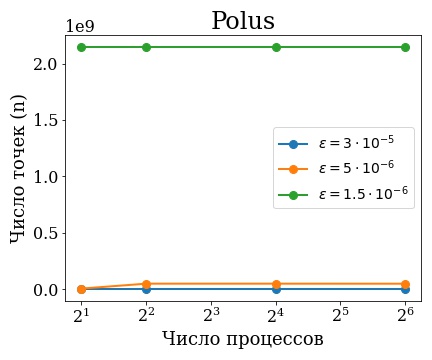 Polus
1e9
Число точек (n)
2.0
1.5
1.0
0.5
0.0
ε = 3 · 10⁻⁵
ε = 5 · 10⁻⁶
ε = 1.5 · 10⁻⁶
2¹ 2² 2³ 2⁴ 2⁵ 2⁶
Число процессов